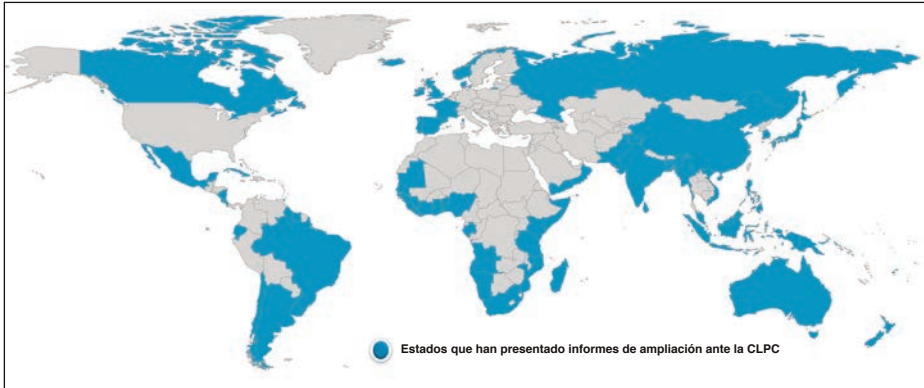 Estados que han presentado informes de ampliación ante la CLPC